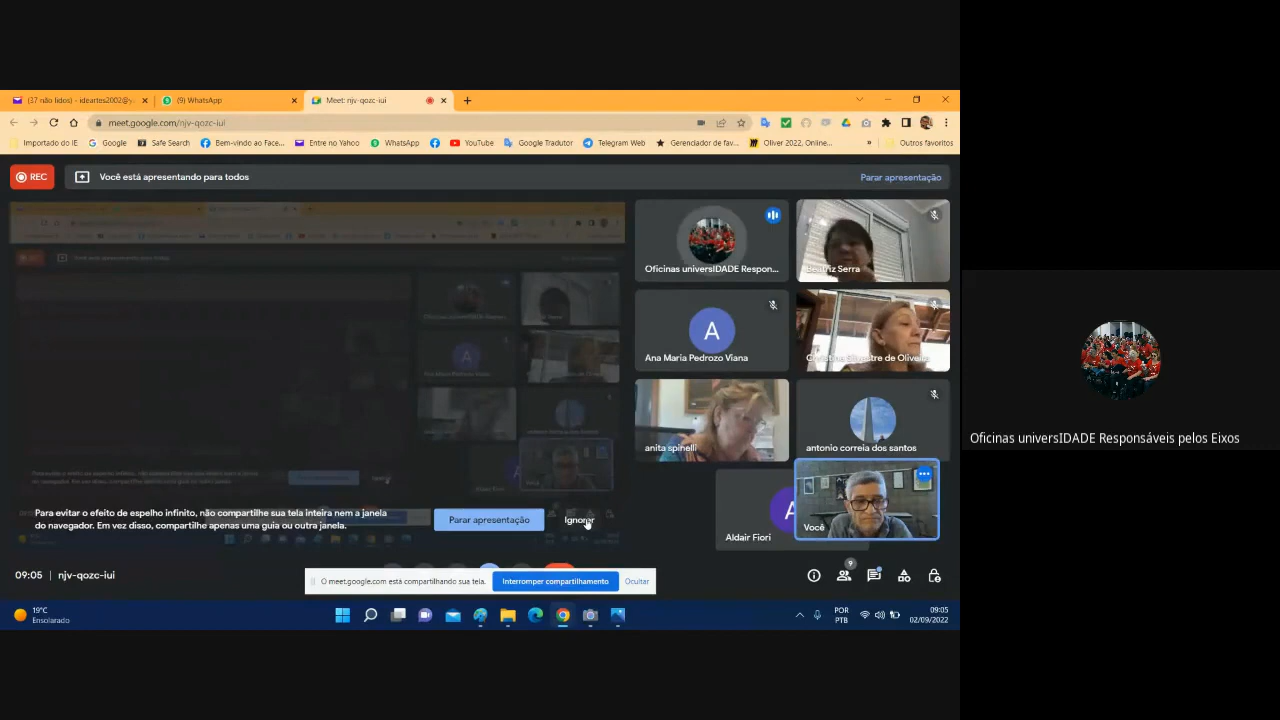 (37 não lidos) - ideartes2002@y
(9) WhatsApp
Meet: njv-qozc-iui
meet.google.com/njv-qozc-iui
Importado do IE
Google
Safe Search
Bem-vindo ao Face...
Entre no Yahoo
WhatsApp
YouTube
Google Tradutor
Telegram Web
Gerenciador de fav...
Oliver 2022, Online...
»
Outros favoritos
REC
Você está apresentando para todos
Parar apresentação
Oficinas universIDADE Respon...
Beatriz Serra
A
Ana Maria Pedrozo Viana
anita spinelli
antonio correia dos santos
Oficinas universIDADE Responsáveis pelos Eixos
Para evitar o efeito de espelho infinito, não compartilhe sua tela inteira nem a janela
do navegador. Em vez disso, compartilhe apenas uma guia ou outra janela.
Parar apresentação
Ignorar
Aldair Fiori
Você
09:05 | njv-qozc-iui
9
O meet.google.com está compartilhando sua tela.
Interromper compartilhamento
Ocultar
19°C
Ensolarado
POR
PTB
09:05
02/09/2022